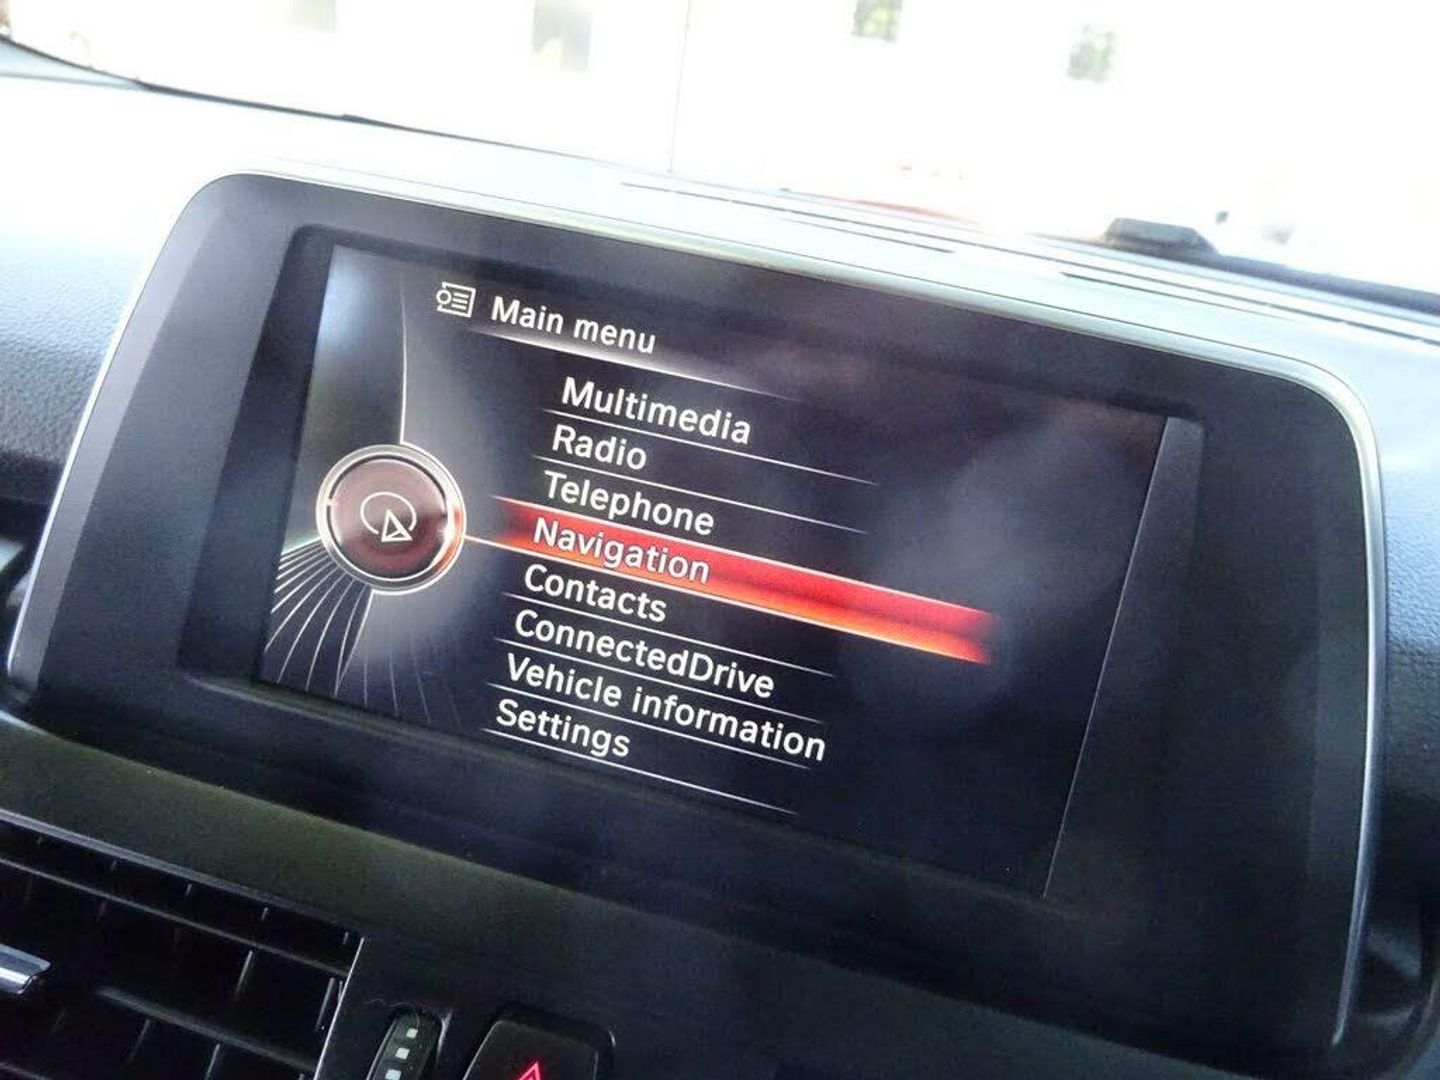 Main menu
Multimedia
Radio
Telephone
Navigation
Contacts
ConnectedDrive
Vehicle information
Settings